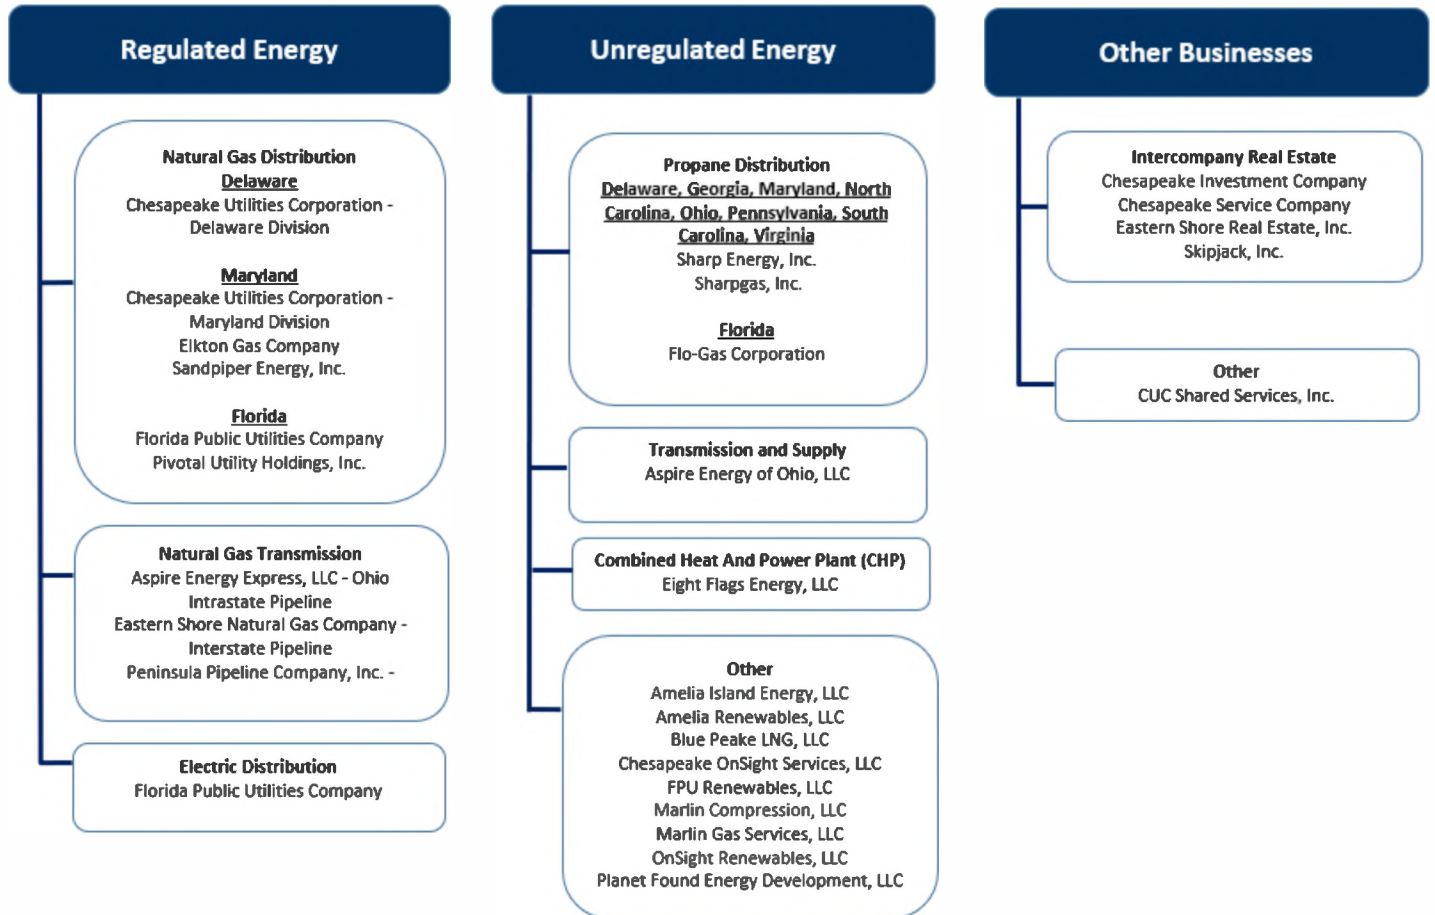 Regulated Energy
Natural Gas Distribution
Delaware
Chesapeake Utilities Corporation -
Delaware Division
Maryland
Chesapeake Utilities Corporation -
Maryland Division
Elkton Gas Company
Sandpiper Energy, Inc.
Florida
Florida Public Utilities Company
Pivotal Utility Holdings, Inc.
Natural Gas Transmission
Aspire Energy Express, LLC - Ohio
Intrastate Pipeline
Eastern Shore Natural Gas Company -
Interstate Pipeline
Peninsula Pipeline Company, Inc. -
Electric Distribution
Florida Public Utilities Company
Unregulated Energy
Propane Distribution
Delaware, Georgia, Maryland, North
Carolina, Ohio, Pennsylvania, South
Carolina, Virginia
Sharp Energy, Inc.
Sharpgas, Inc.
Florida
Flo-Gas Corporation
Transmission and Supply
Aspire Energy of Ohio, LLC
Combined Heat And Power Plant (CHP)
Eight Flags Energy, LLC
Other
Amelia Island Energy, LLC
Amelia Renewables, LLC
Blue Peake LNG, LLC
Chesapeake OnSight Services, LLC
FPU Renewables, LLC
Marlin Compression, LLC
Marlin Gas Services, LLC
OnSight Renewables, LLC
Planet Found Energy Development, LLC
Other Businesses
Intercompany Real Estate
Chesapeake Investment Company
Chesapeake Service Company
Eastern Shore Real Estate, Inc.
Skipjack, Inc.
Other
CUC Shared Services, Inc.